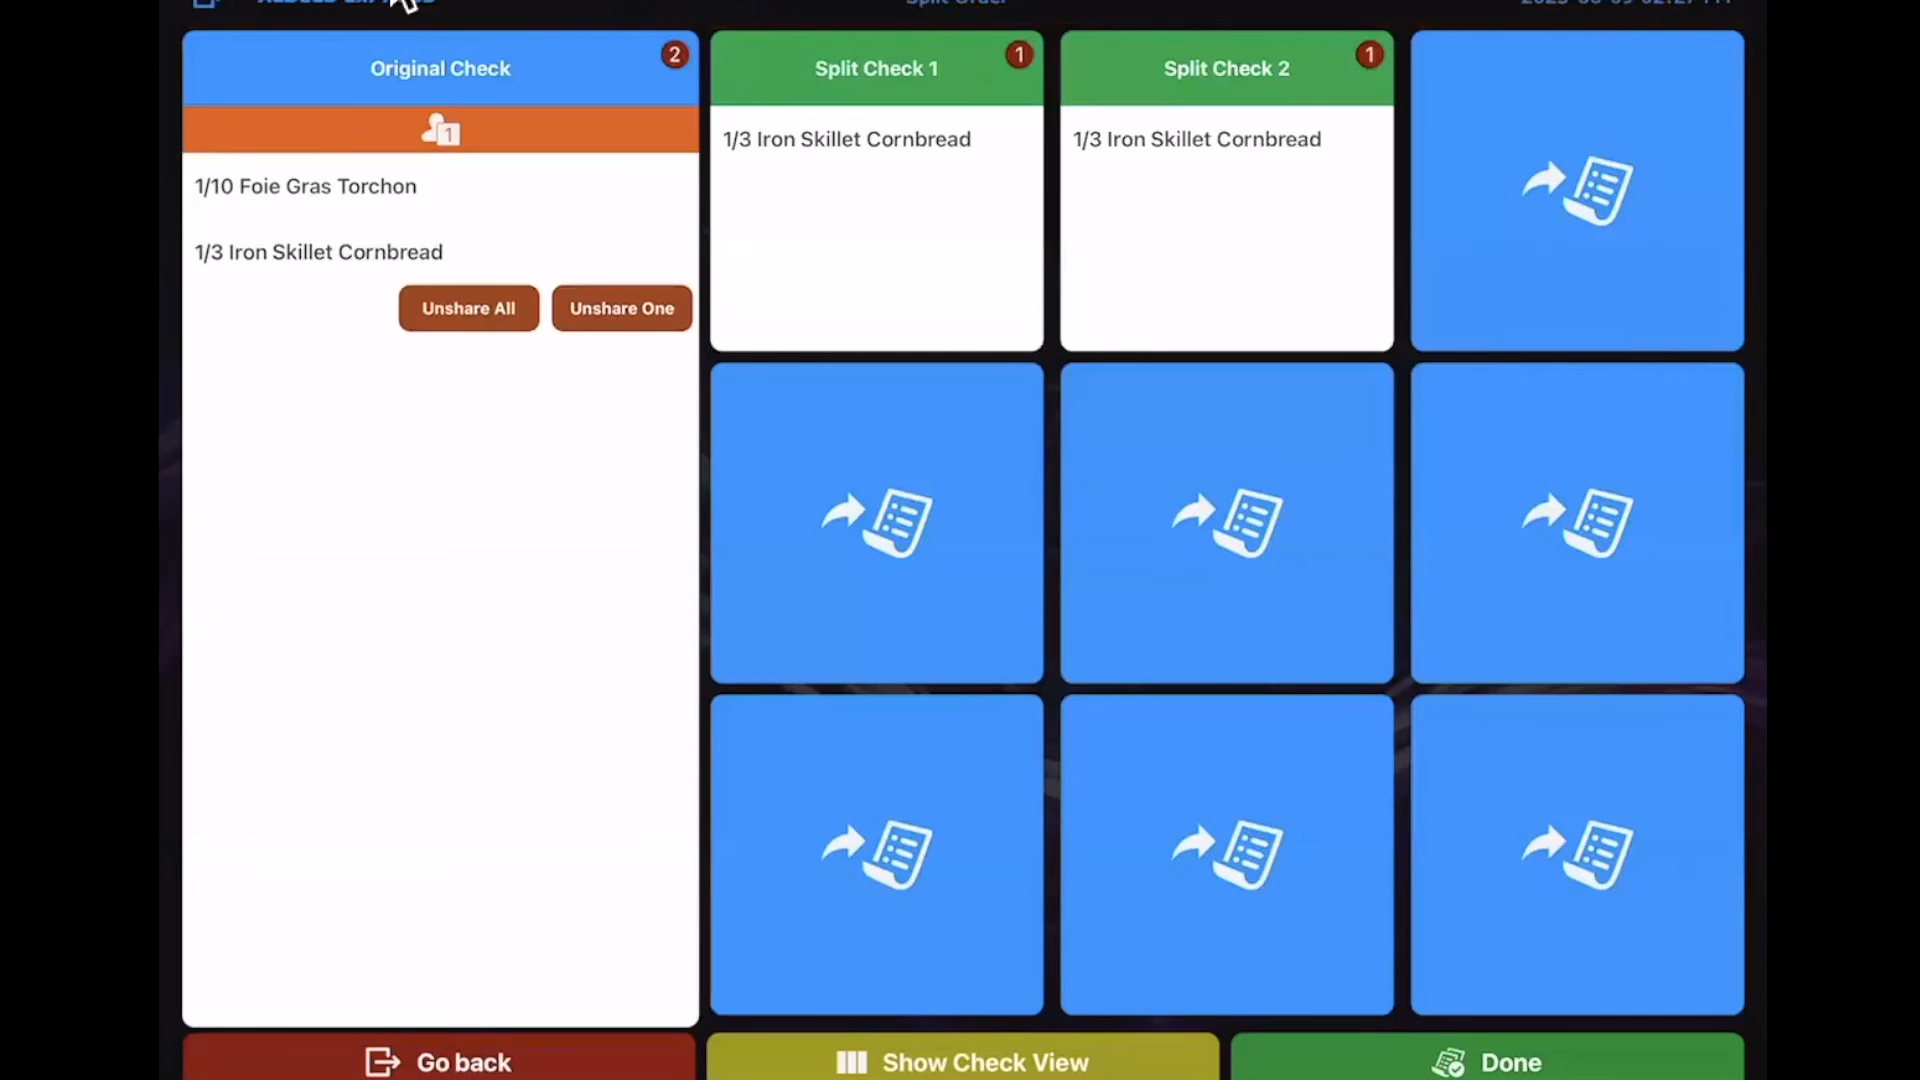 Split Order
Original Check
2
1
1/10 Foie Gras Torchon
1/3 Iron Skillet Cornbread
Unshare All
Unshare One
Split Check 1
1
1/3 Iron Skillet Cornbread
Split Check 2
1
1/3 Iron Skillet Cornbread
Go back
Show Check View
Done